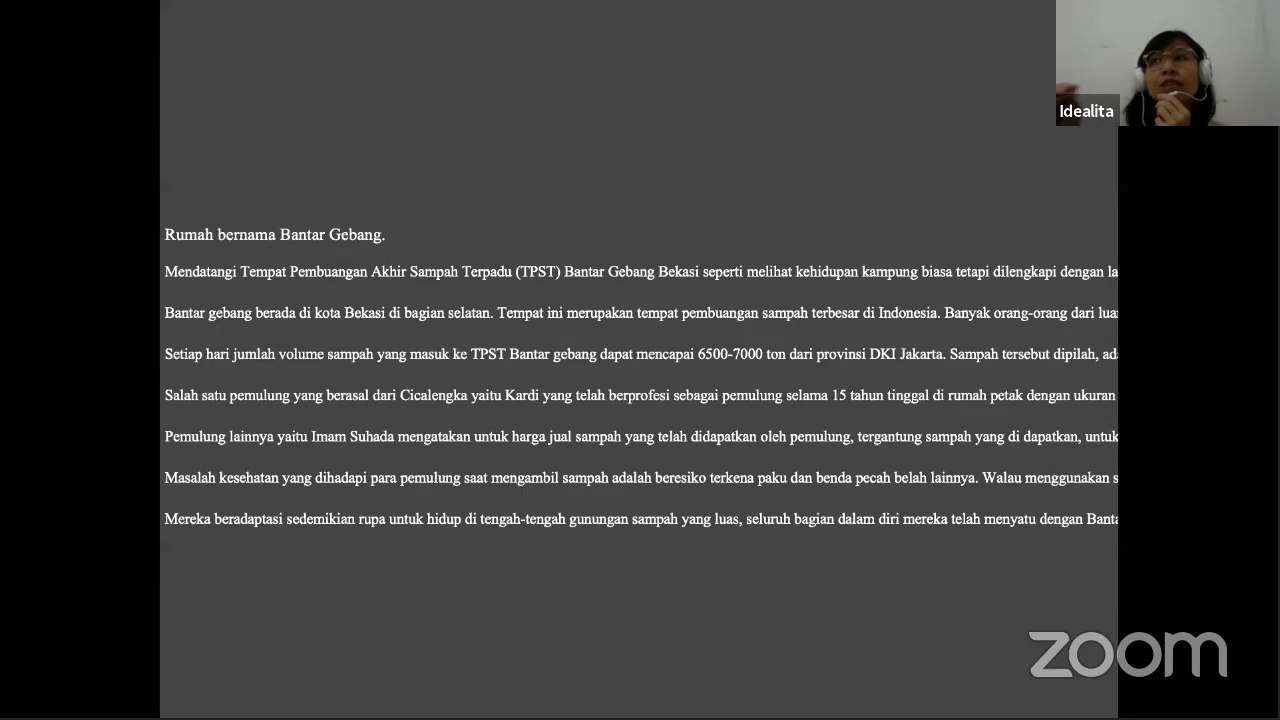 Idealita
Rumah bernama Bantar Gebang.
Mendatangi Tempat Pembuangan Akhir Sampah Terpadu (TPST) Bantar Gebang Bekasi seperti melihat kehidupan kampung biasa tetapi dilengkapi dengan la
Bantar gebang berada di kota Bekasi di bagian selatan. Tempat ini merupakan tempat pembuangan sampah terbesar di Indonesia. Banyak orang-orang dari lua
Setiap hari jumlah volume sampah yang masuk ke TPST Bantar gebang dapat mencapai 6500-7000 ton dari provinsi DKI Jakarta. Sampah tersebut dipilah, ad
Salah satu pemulung yang berasal dari Cicalengka yaitu Kardi yang telah berprofesi sebagai pemulung selama 15 tahun tinggal di rumah petak dengan ukuran
Pemulung lainnya yaitu Imam Suhada mengatakan untuk harga jual sampah yang telah didapatkan oleh pemulung, tergantung sampah yang di dapatkan, untuk
Masalah kesehatan yang dihadapi para pemulung saat mengambil sampah adalah beresiko terkena paku dan benda pecah belah lainnya. Walau menggunakan s
Mereka beradaptasi sedemikian rupa untuk hidup di tengah-tengah gunungan sampah yang luas, seluruh bagian dalam diri mereka telah menyatu dengan Banta
zoom